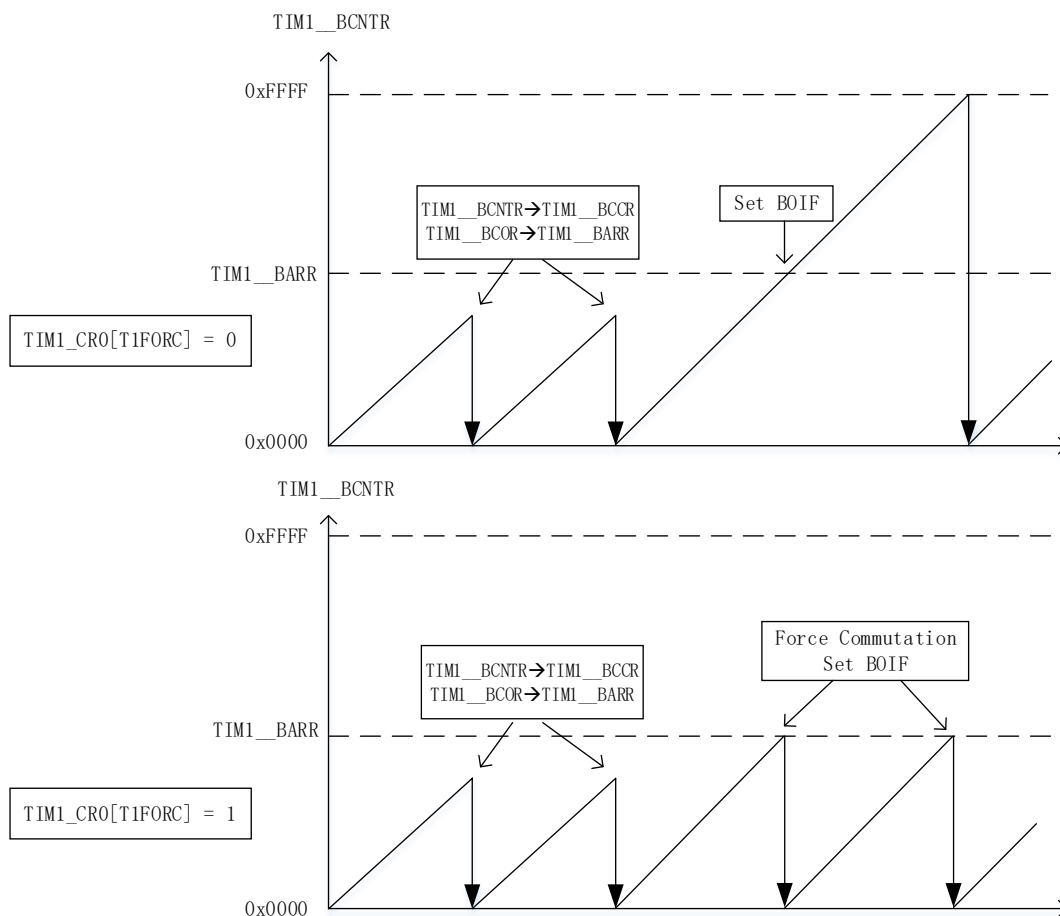 TIM1__BCNTR
0xFFFF
TIM1__BCNTR→TIM1__BCCR
TIM1__BCOR→TIM1__BARR
Set BOIF
TIM1__BARR
TIM1_CR0[T1FORC] = 0
0x0000
TIM1__BCNTR
0xFFFF
Force Commutation
Set BOIF
TIM1__BCNTR→TIM1__BCCR
TIM1__BCOR→TIM1__BARR
TIM1__BARR
TIM1_CR0[T1FORC] = 1
0x0000